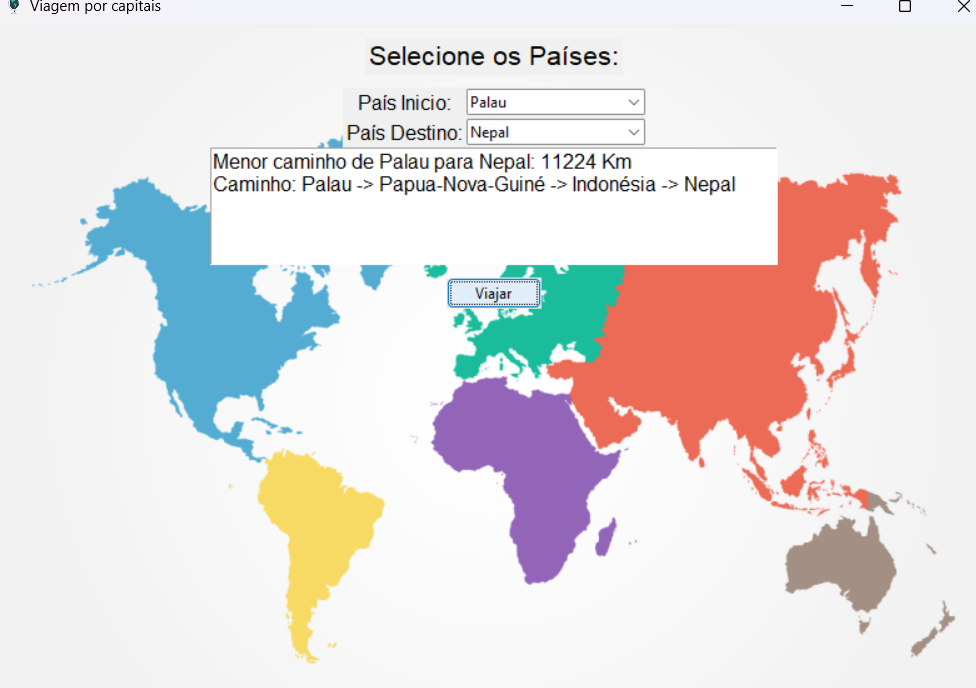 Viagem por capitais
Selecione os Países:
País Inicio: Palau
País Destino: Nepal
Menor caminho de Palau para Nepal: 11224 Km
Caminho: Palau -> Papua-Nova-Guiné -> Indonésia -> Nepal
Viajar